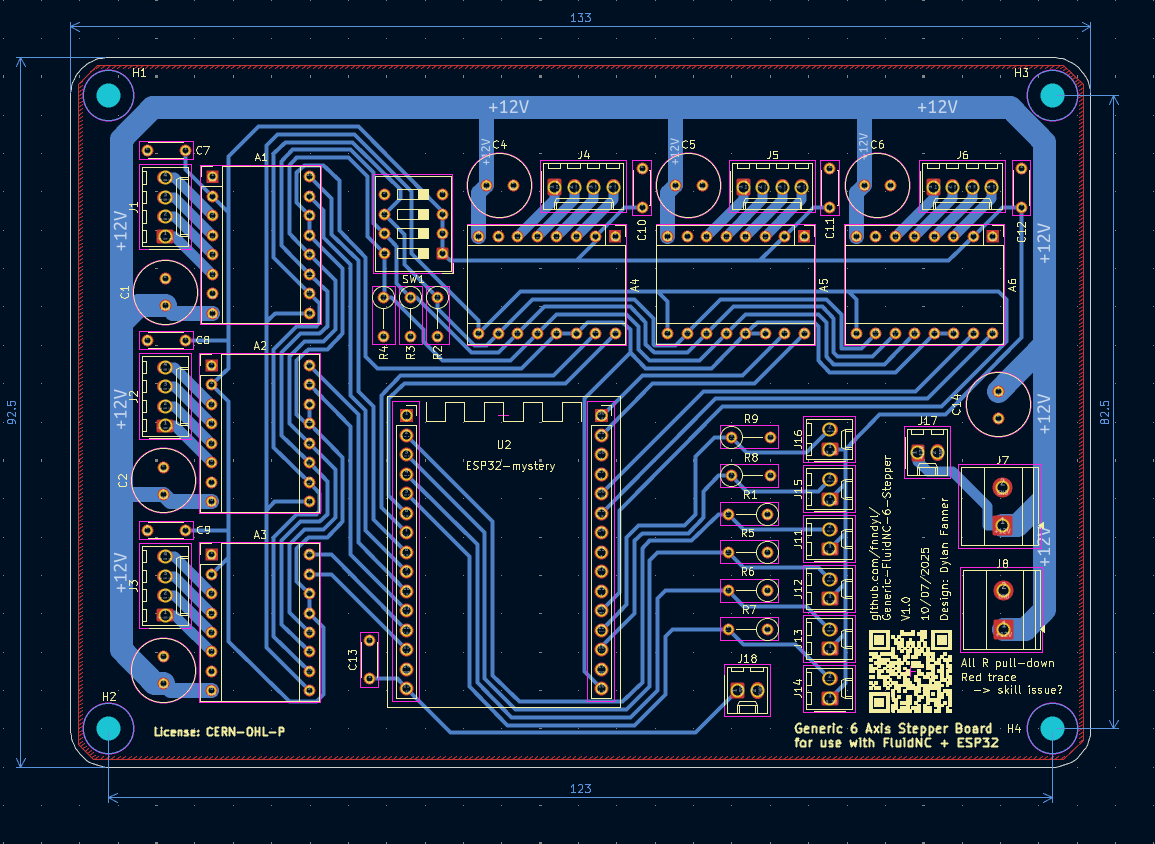 133
H1
H3
+12V
+12V
C7
C4
C5
C6
+12V
+12V
+12V
A1
J4
J5
J6
J1
+12V
C10
C11
C12
+12V
C1
SW1
A4
A5
A6
C8
A2
R4
R3
R2
J2
+12V
92.5
82.5
C14
+12V
R9
J16
J17
U2
ESP32-mystery
R8
J15
J7
C2
R1
J11
C9
A3
R5
+12V
J3
+12V
J12
J8
R6
R7
J13
github.com/fnndyl/
Generic-FluidNC-6-Stepper
V1.0
10/07/2025
Design: Dylan Fanner
C13
J18
J14
All R pull-down
Red trace
-> skill issue?
H2
License: CERN-OHL-P
Generic 6 Axis Stepper Board
for use with FluidNC + ESP32
H4
123